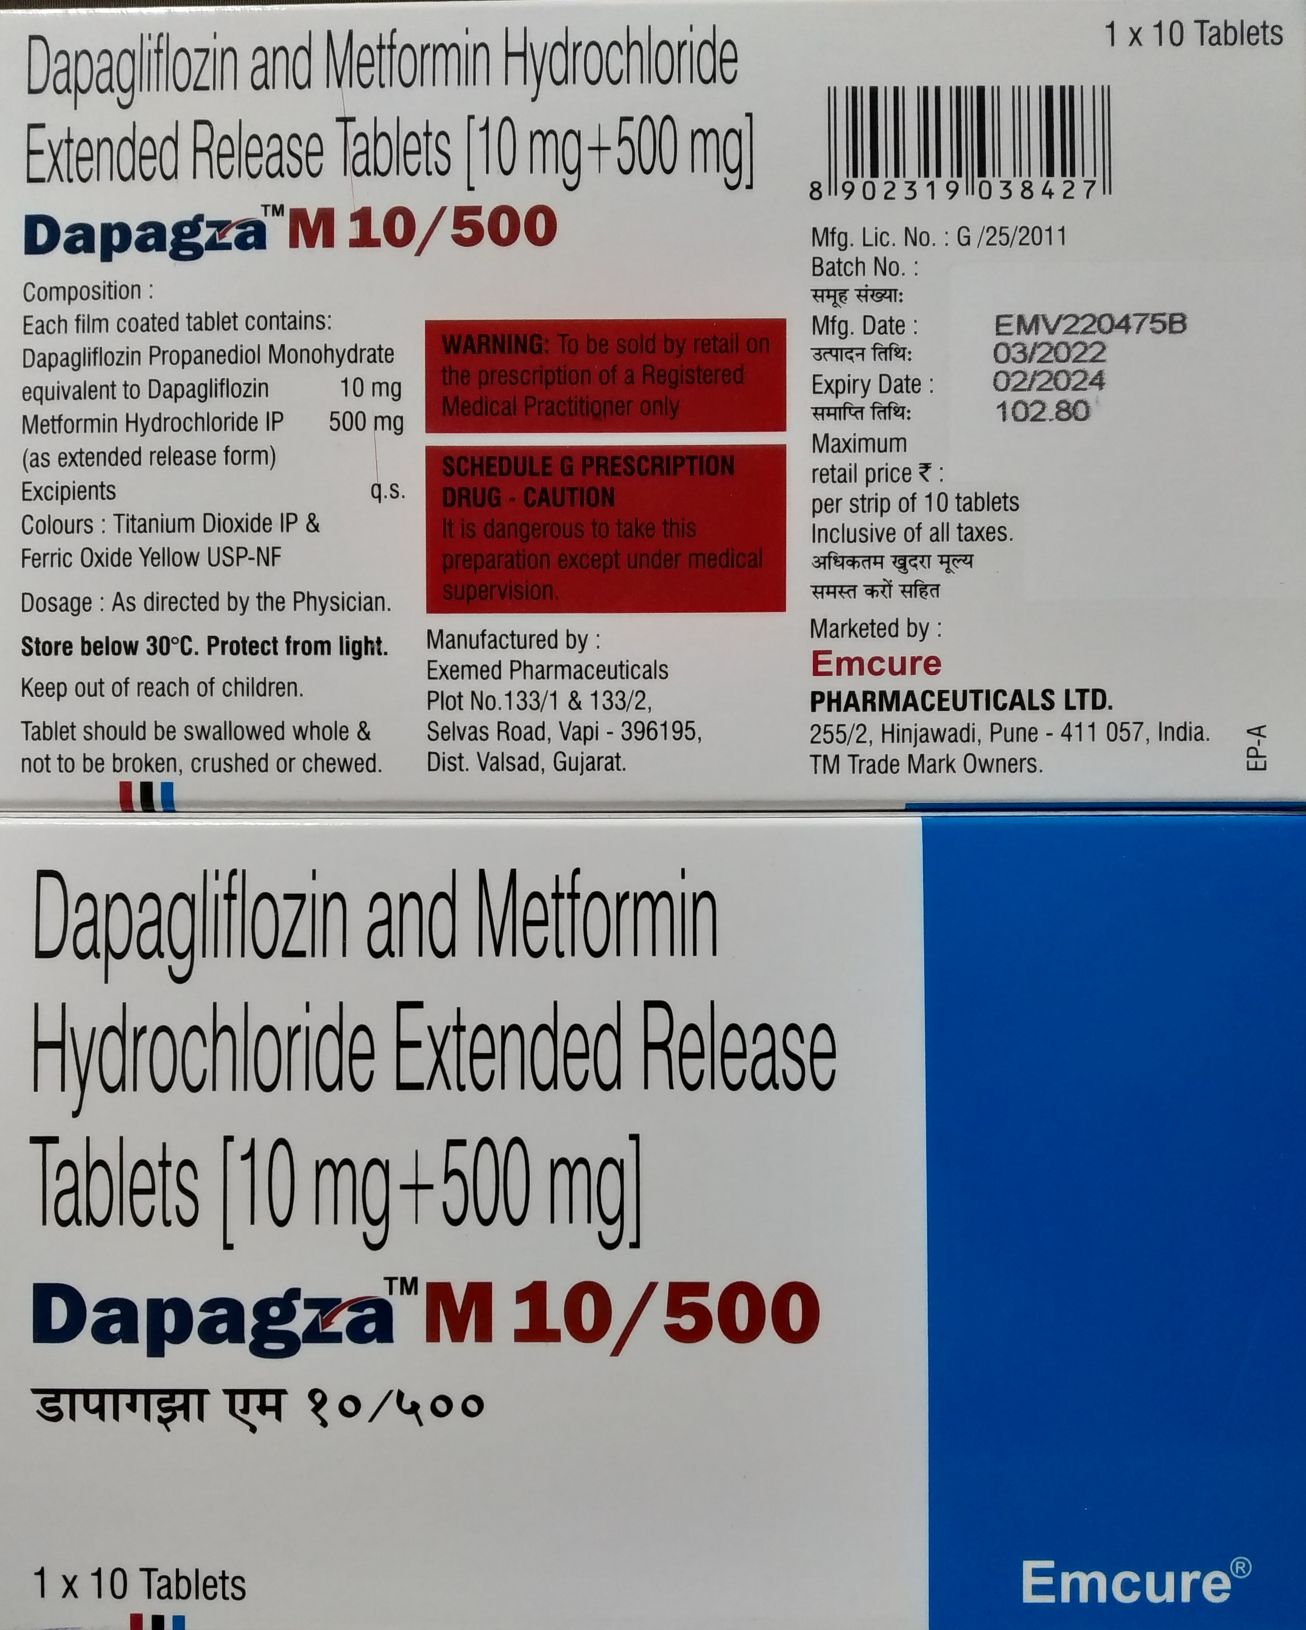 Dapagliflozin and Metformin Hydrochloride
Extended Release Tablets [10 mg+500 mg]
Dapagza™ M 10/500
Composition :
Each film coated tablet contains:
Dapagliflozin Propanediol Monohydrate
equivalent to Dapagliflozin 10 mg
Metformin Hydrochloride IP 500 mg
(as extended release form)
Excipients q.s.
Colours : Titanium Dioxide IP &
Ferric Oxide Yellow USP-NF
Dosage : As directed by the Physician.
Store below 30°C. Protect from light.
Keep out of reach of children.
Tablet should be swallowed whole &
not to be broken, crushed or chewed.
WARNING: To be sold by retail on
the prescription of a Registered
Medical Practitioner only
SCHEDULE G PRESCRIPTION
DRUG - CAUTION
It is dangerous to take this
preparation except under medical
supervision.
Manufactured by :
Exemed Pharmaceuticals
Plot No.133/1 & 133/2,
Selvas Road, Vapi - 396195,
Dist. Valsad, Gujarat.
1 x 10 Tablets
8 902319 038427
Mfg. Lic. No. : G /25/2011
Batch No. :
समूह संख्या:
Mfg. Date : EMV220475B
उत्पादन तिथि: 03/2022
Expiry Date : 02/2024
समाप्ति तिथि: 102.80
Maximum
retail price ₹ :
per strip of 10 tablets
Inclusive of all taxes.
अधिकतम खुदरा मूल्य
समस्त करों सहित
Marketed by :
Emcure
PHARMACEUTICALS LTD.
255/2, Hinjawadi, Pune - 411 057, India.
TM Trade Mark Owners.
EP-A
Dapagliflozin and Metformin
Hydrochloride Extended Release
Tablets [10 mg+500 mg]
Dapagza™ M 10/500
डापागझा एम १०/५००
1 x 10 Tablets
Emcure®